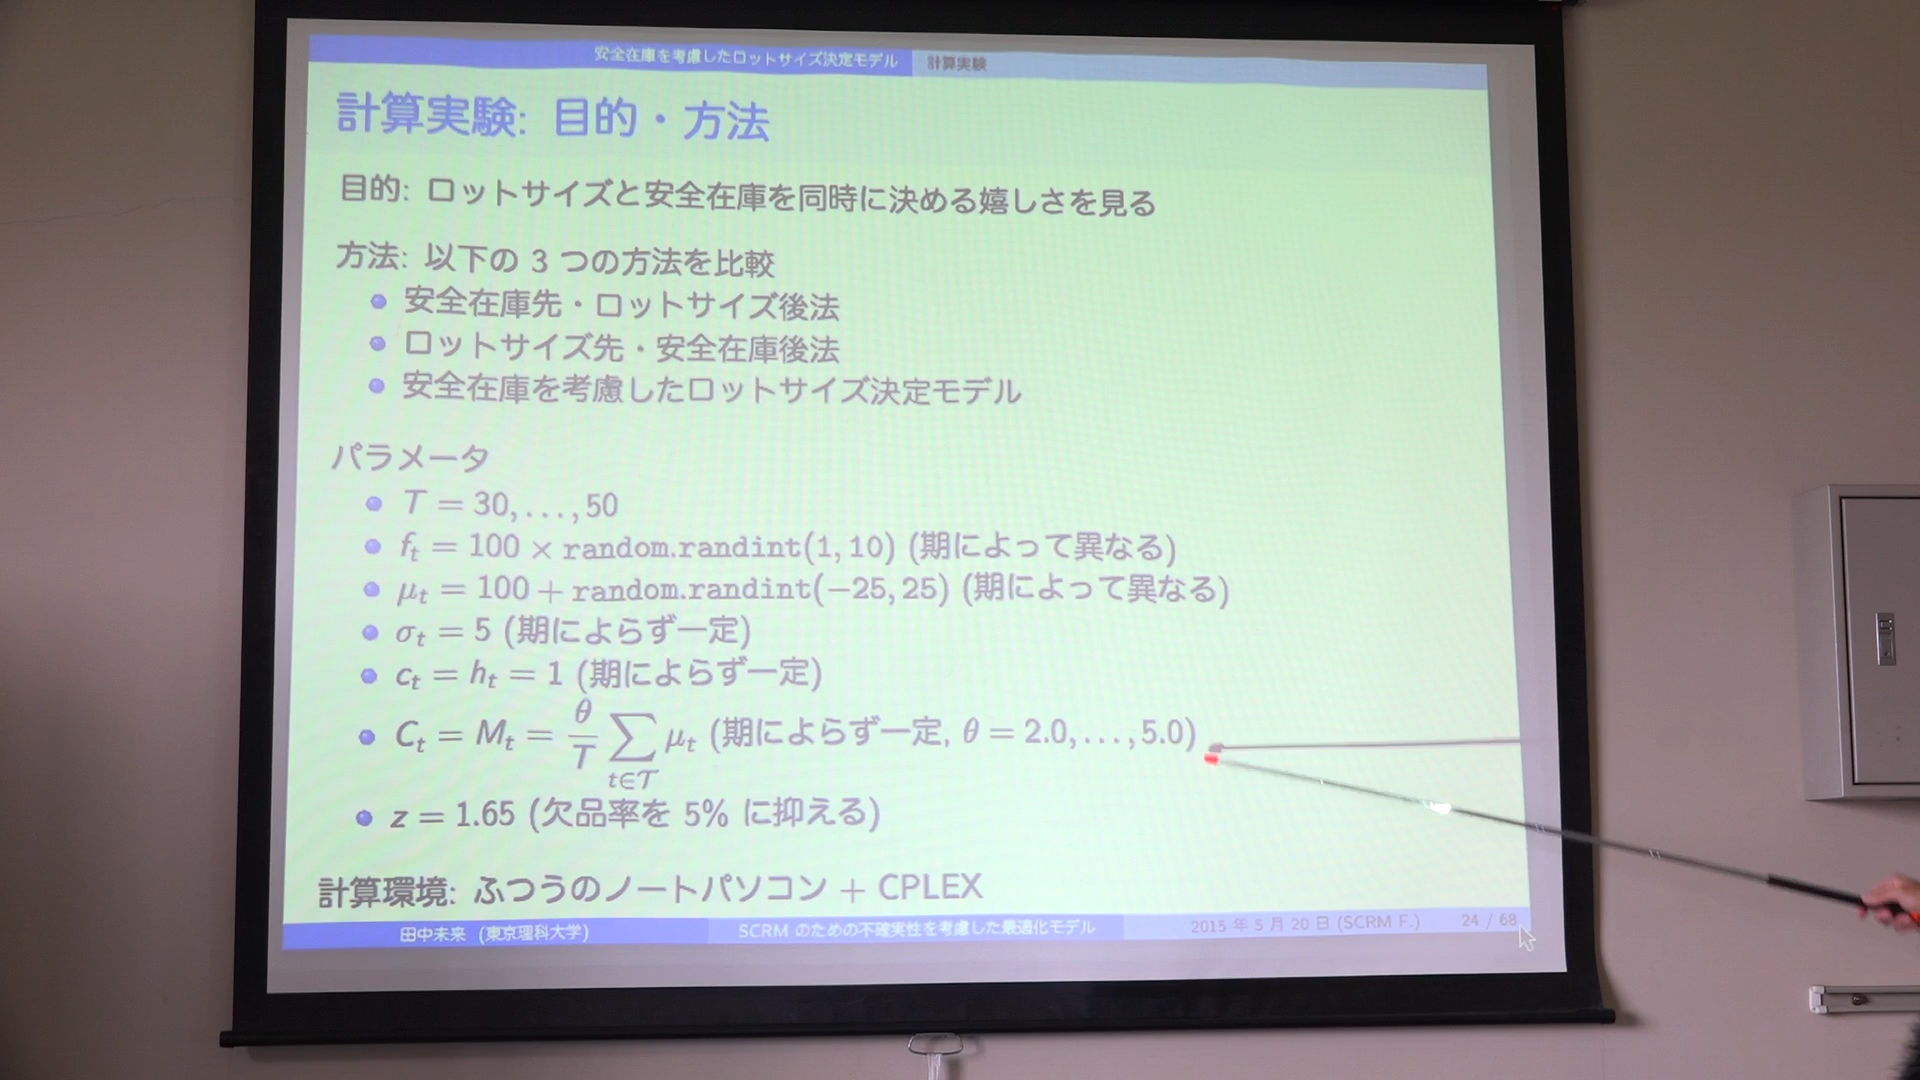 安全在庫を考慮したロットサイズ決定モデル 計算実験
計算実験: 目的・方法
目的: ロットサイズと安全在庫を同時に決める嬉しさを見る
方法: 以下の 3 つの方法を比較
安全在庫先・ロットサイズ後法
ロットサイズ先・安全在庫後法
安全在庫を考慮したロットサイズ決定モデル
パラメータ
T = 30, . . . , 50
fₜ = 100 × random.randint(1, 10) (期によって異なる)
μₜ = 100 + random.randint(−25, 25) (期によって異なる)
σₜ = 5 (期によらず一定)
cₜ = hₜ = 1 (期によらず一定)
Cₜ = Mₜ = θ/T ∑ₜ∈𝒯 μₜ (期によらず一定, θ = 2.0, . . . , 5.0)
z = 1.65 (欠品率を 5% に抑える)
計算環境: ふつうのノートパソコン + CPLEX
田中未来 (東京理科大学) SCRM のための不確実性を考慮した最適化モデル 2015 年 5 月 20 日 (SCRM F.) 24 / 68